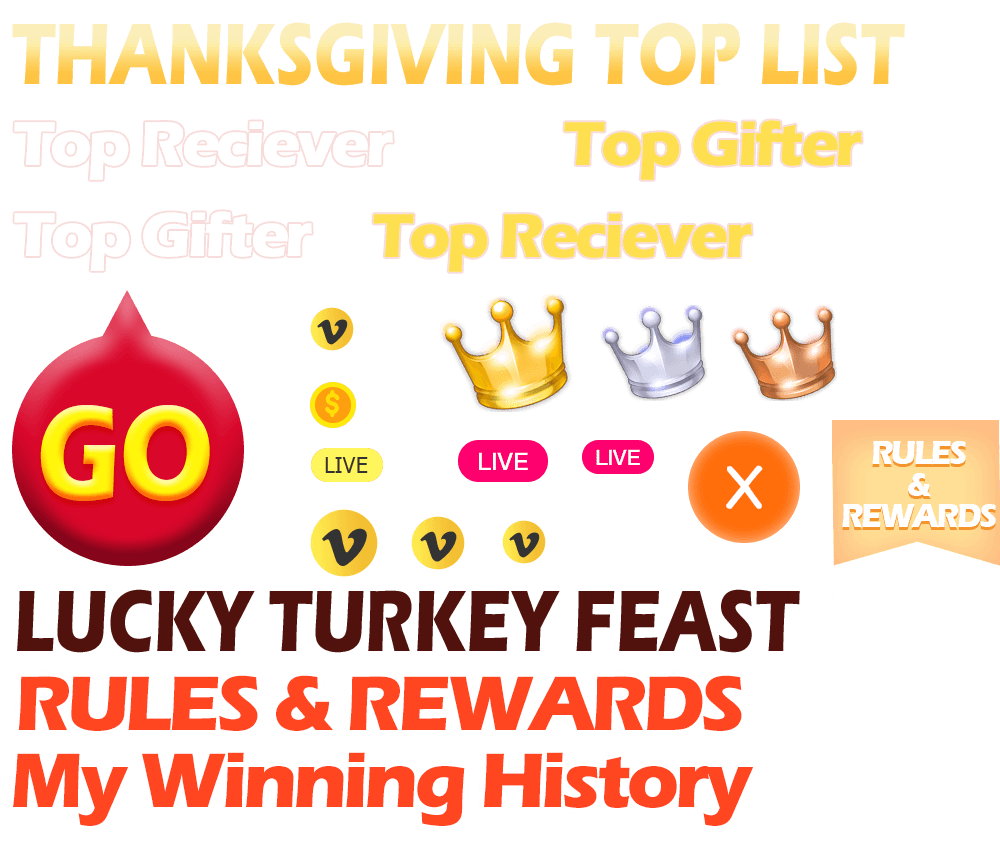 THANKSGIVING TOP LIST
Top Reciever
Top Gifter
Top Gifter
Top Reciever
GO
$
LIVE
LIVE
LIVE
X
RULES
&
REWARDS
LUCKY TURKEY FEAST
RULES & REWARDS
My Winning History